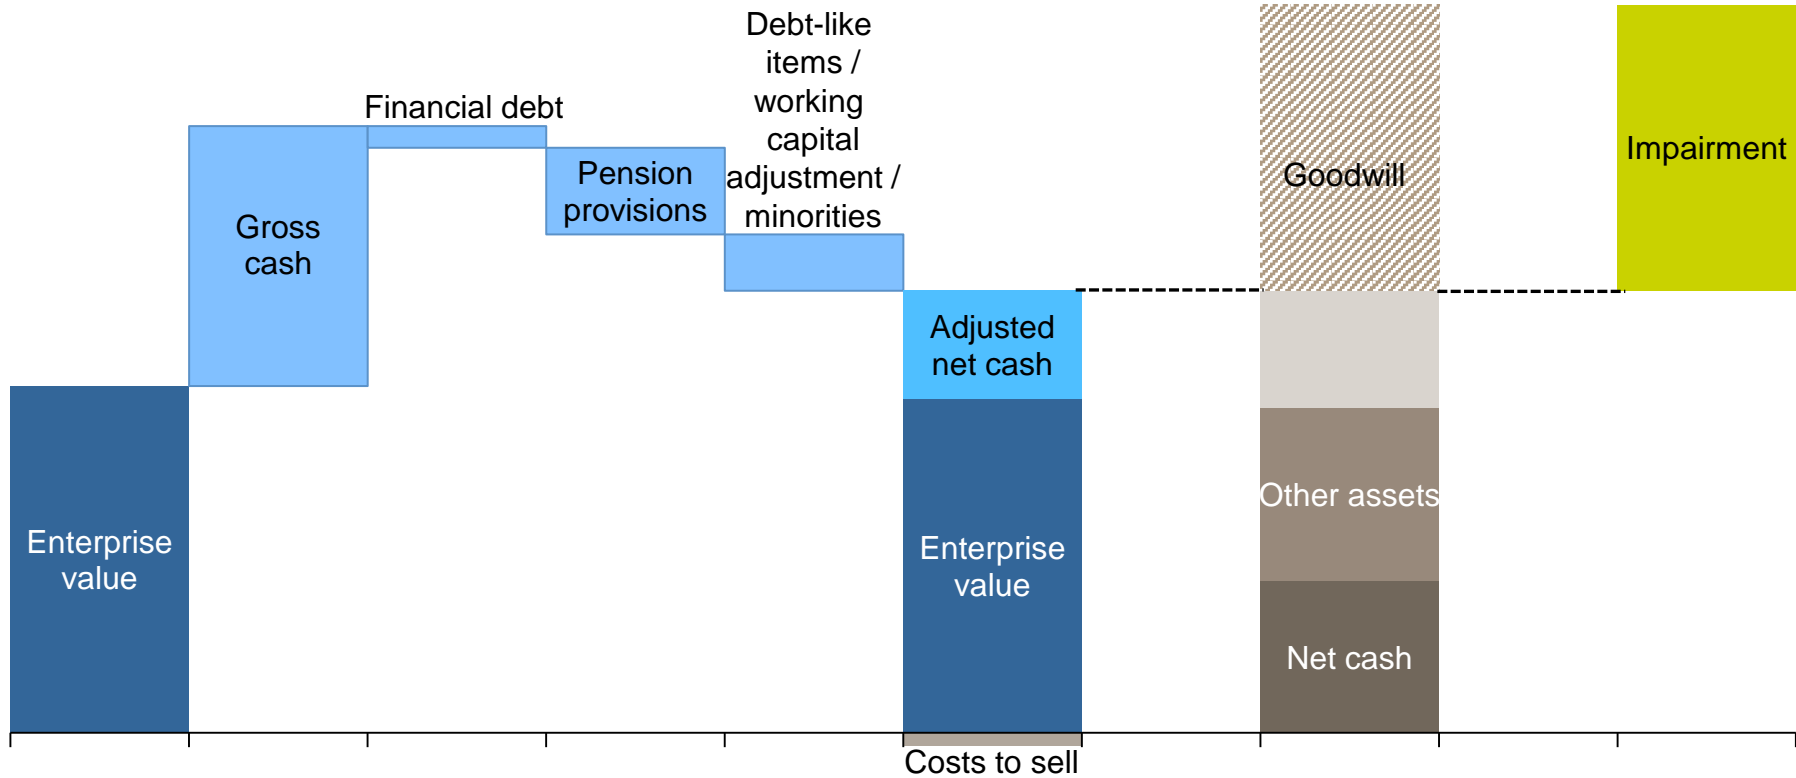 Enterprise
value
Gross
cash
Financial debt
Pension
provisions
Debt-like
items /
working
capital
adjustment /
minorities
Adjusted
net cash
Enterprise
value
Costs to sell
Goodwill
Other assets
Net cash
Impairment